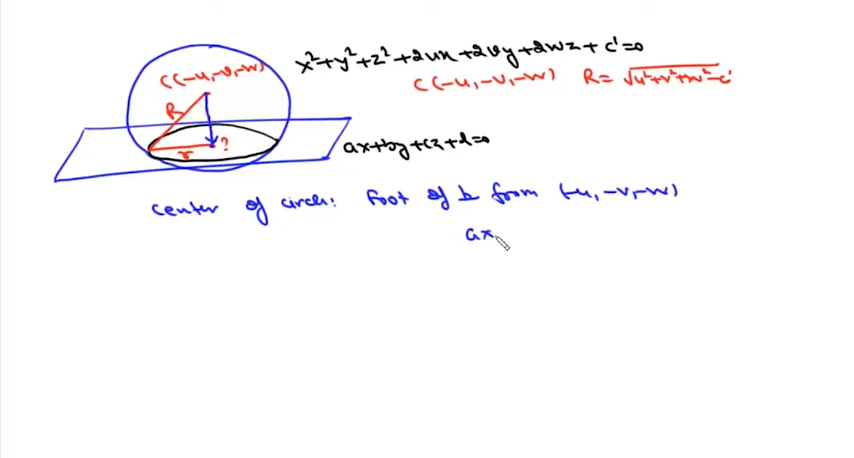 x²+y²+z²+2ux+2vy+2wz+c'=0
C(-u,-v,-w)
C(-u,-v,-w) R=√u²+v²+w²-c'
R
r ?
ax+by+cz+d=0
center of circle: Foot of ⊥ from (-u,-v,-w)
ax